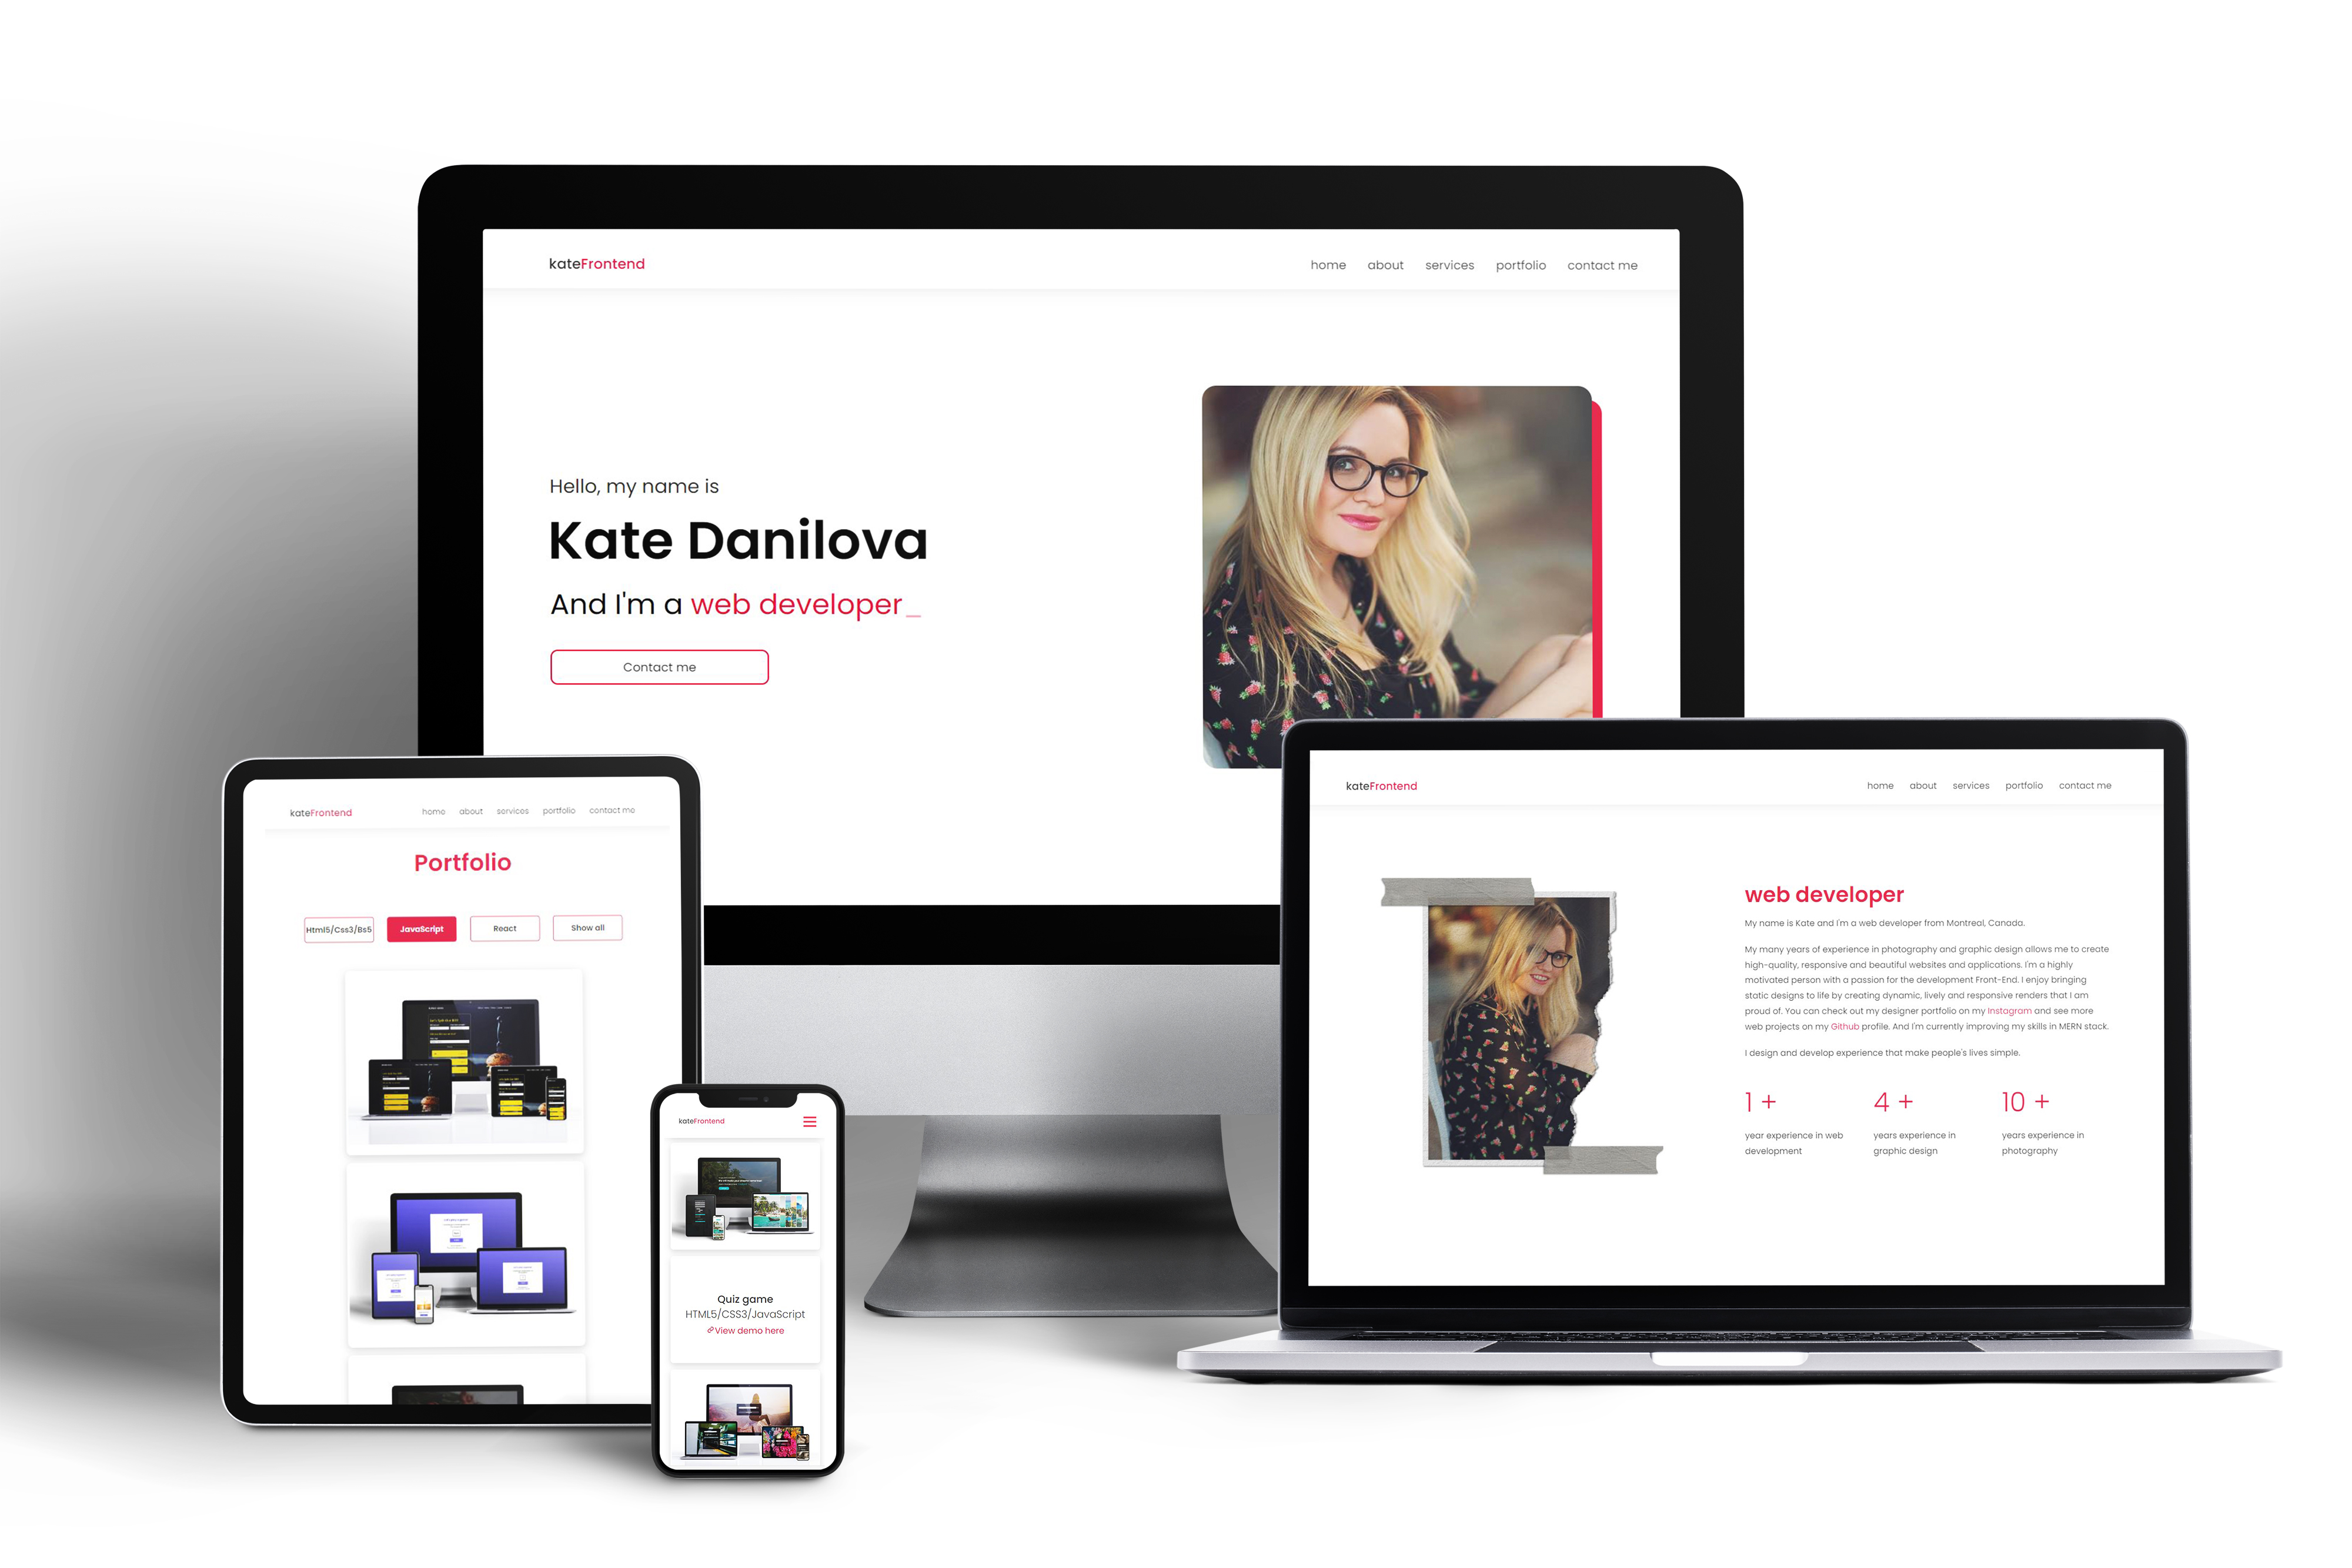 kateFrontend
home about services portfolio contact me
Hello, my name is
Kate Danilova
And I'm a web developer_
Contact me
kateFrontend
home about services portfolio contact me
Portfolio
Html5/Css3/Bs5 JavaScript React Show all
kateFrontend
Quiz game
HTML5/CSS3/JavaScript
View demo here
kateFrontend
home about services portfolio contact me
web developer
My name is Kate and I'm a web developer from Montreal, Canada.
My many years of experience in photography and graphic design allows me to create
high-quality, responsive and beautiful websites and applications. I'm a highly
motivated person with a passion for the development Front-End. I enjoy bringing
static designs to life by creating dynamic, lively and responsive renders that I am
proud of. You can check out my designer portfolio on my Instagram and see more
web projects on my Github profile. And I'm currently improving my skills in MERN stack.
I design and develop experience that make people's lives simple.
1 + 4 + 10 +
year experience in web years experience in years experience in
development graphic design photography